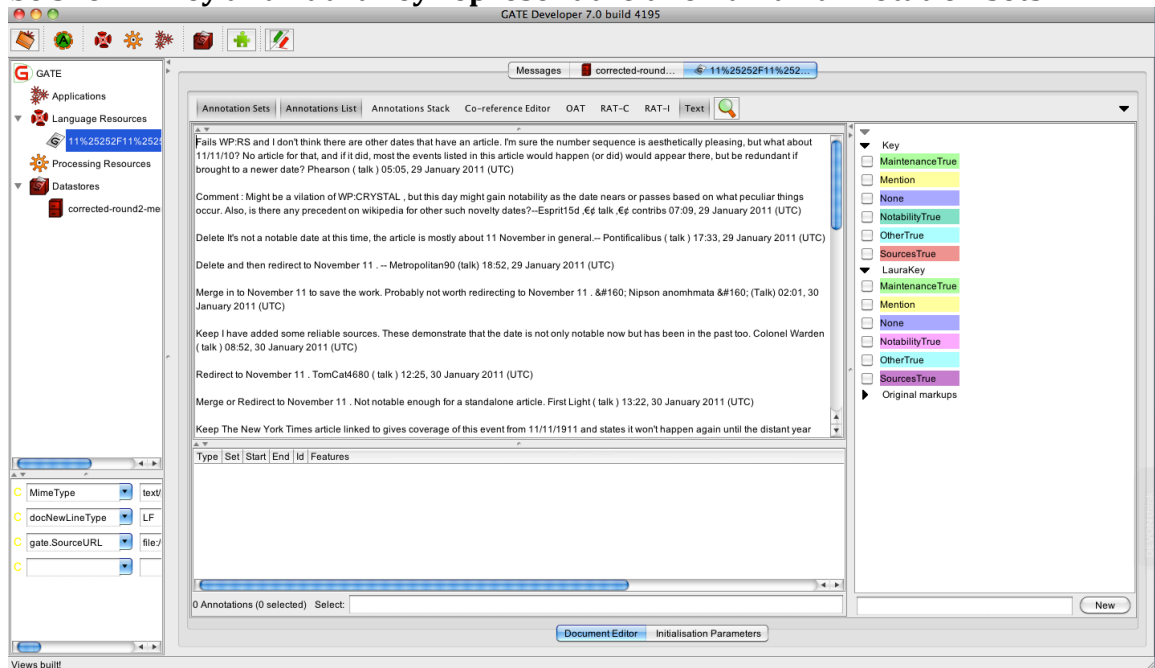 GATE Developer 7.0 build 4195
GATE
Applications
Language Resources
11%25252F11%2525
Processing Resources
Datastores
corrected-round2-me
C MimeType text/
C docNewLineType LF
C gate.SourceURL file:/
C
Messages corrected-round... 11%25252F11%252...
Annotation Sets Annotations List Annotations Stack Co-reference Editor OAT RAT-C RAT-I Text
Fails WP:RS and I don't think there are other dates that have an article. I'm sure the number sequence is aesthetically pleasing, but what about
11/11/10? No article for that, and if it did, most the events listed in this article would happen (or did) would appear there, but be redundant if
brought to a newer date? Phearson ( talk ) 05:05, 29 January 2011 (UTC)
Comment : Might be a vilation of WP:CRYSTAL , but this day might gain notability as the date nears or passes based on what peculiar things
occur. Also, is there any precedent on wikipedia for other such novelty dates?--Esprit15d ‚€¢ talk ‚€¢ contribs 07:09, 29 January 2011 (UTC)
Delete It's not a notable date at this time, the article is mostly about 11 November in general.-- Pontificalibus ( talk ) 17:33, 29 January 2011 (UTC)
Delete and then redirect to November 11 . -- Metropolitan90 (talk) 18:52, 29 January 2011 (UTC)
Merge in to November 11 to save the work. Probably not worth redirecting to November 11 . &#160; Nipson anomhmata &#160; (Talk) 02:01, 30
January 2011 (UTC)
Keep I have added some reliable sources. These demonstrate that the date is not only notable now but has been in the past too. Colonel Warden
( talk ) 08:52, 30 January 2011 (UTC)
Redirect to November 11 . TomCat4680 ( talk ) 12:25, 30 January 2011 (UTC)
Merge or Redirect to November 11 . Not notable enough for a standalone article. First Light ( talk ) 13:22, 30 January 2011 (UTC)
Keep The New York Times article linked to gives coverage of this event from 11/11/1911 and states it won't happen again until the distant year
Type Set Start End Id Features
0 Annotations (0 selected) Select:
Key
MaintenanceTrue
Mention
None
NotabilityTrue
OtherTrue
SourcesTrue
LauraKey
MaintenanceTrue
Mention
None
NotabilityTrue
OtherTrue
SourcesTrue
Original markups
New
Document Editor Initialisation Parameters
Views built!